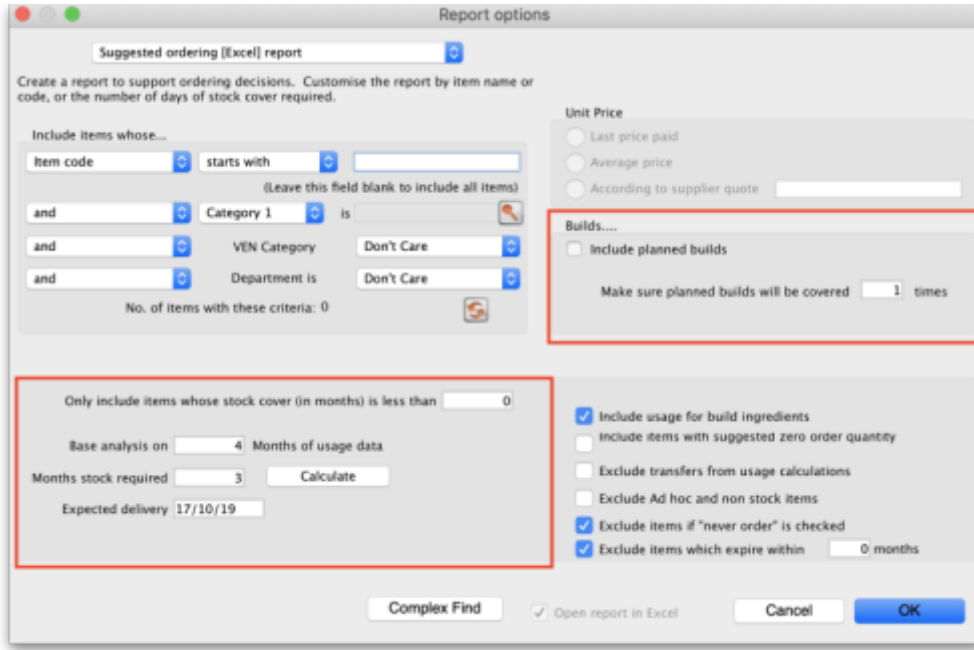 Report options
Suggested ordering [Excel] report
Create a report to support ordering decisions. Customise the report by item name or
code, or the number of days of stock cover required.
Include items whose...
Item code starts with
(Leave this field blank to include all items)
and Category 1 is
and VEN Category Don't Care
and Department is Don't Care
No. of items with these criteria: 0
Unit Price
Last price paid
Average price
According to supplier quote
Builds....
Include planned builds
Make sure planned builds will be covered 1 times
Only include items whose stock cover (in months) is less than 0
Base analysis on 4 Months of usage data
Months stock required 3 Calculate
Expected delivery 17/10/19
Include usage for build ingredients
Include items with suggested zero order quantity
Exclude transfers from usage calculations
Exclude Ad hoc and non stock items
Exclude items if "never order" is checked
Exclude items which expire within 0 months
Complex Find Open report in Excel Cancel OK